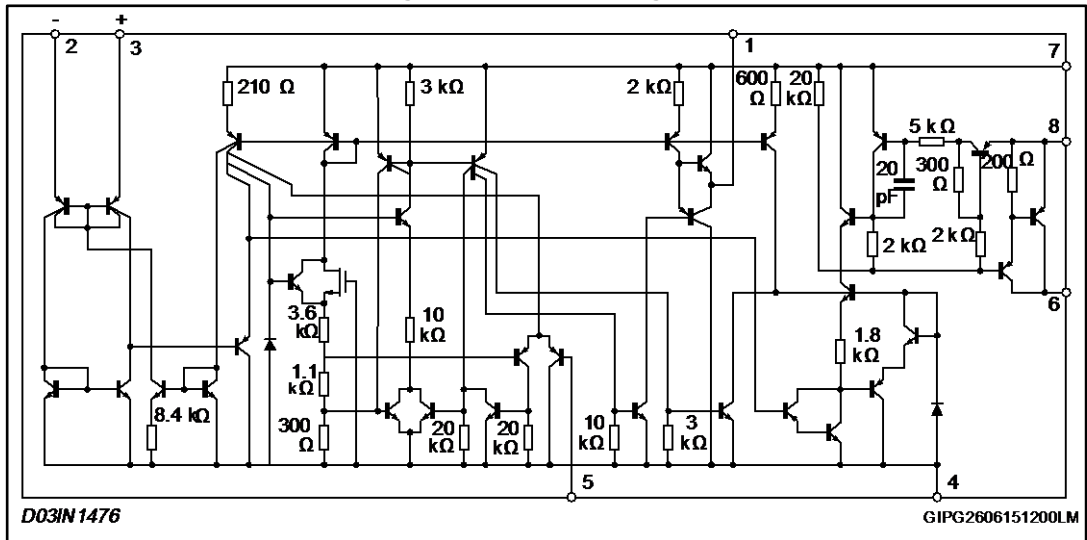 - +
2 3 1 7
210 Ω 3 kΩ 2 kΩ 600 Ω 20 kΩ
5 kΩ 8
20 pF 300 Ω 200 Ω
2 kΩ 2 kΩ
6
3.6 kΩ 10 kΩ 1.8 kΩ
1.1 kΩ
8.4 kΩ 300 Ω 20 kΩ 20 kΩ 10 kΩ 3 kΩ
5 4
D03IN1476 GIPG2606151200LM